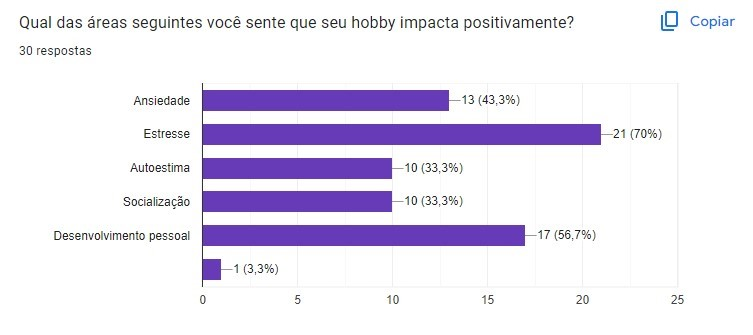 Qual das áreas seguintes você sente que seu hobby impacta positivamente?
Copiar
30 respostas
Ansiedade
13 (43,3%)
Estresse
21 (70%)
Autoestima
10 (33,3%)
Socialização
10 (33,3%)
Desenvolvimento pessoal
17 (56,7%)
1 (3,3%)
0 5 10 15 20 25